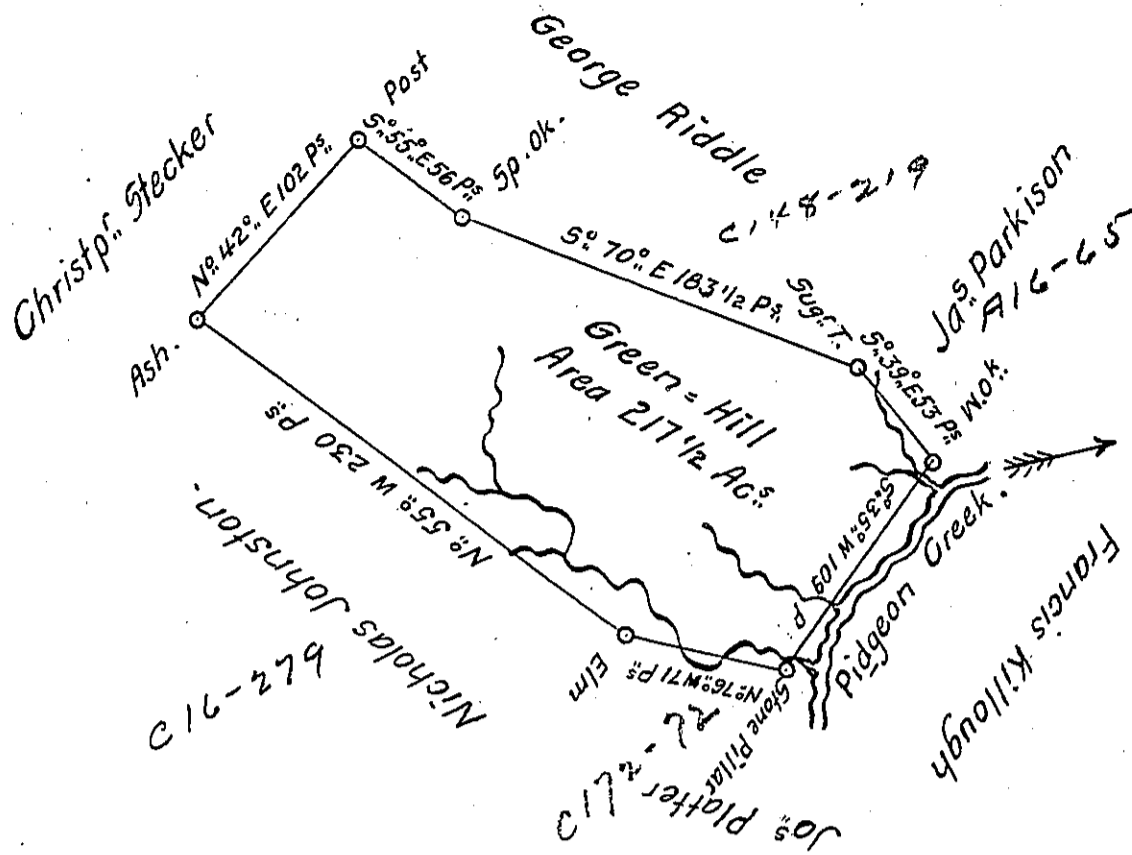 George Riddle
C148-219
Post
S.° 55.° E 56 Ps.
Sp. Ok.
Christpr. Stecker
N.° 42.° E 102 Ps.
Ash.
S.° 70.° E 183 1/2 Ps.
Sugr. T.
S.° 39.° E 53 Ps.
W. ok.
Jas. Parkison
A16-65
Green = Hill
Area 217 1/2 Acs.
N.° 55.° W 230 ps.
S.° 35.° W 109 P
Pidgeon Creek.
Francis Killough
Nicholas Johnston.
C16-279
Elm
N.° 76.° W 71 ps.
Stone Pillar
C172-72
Jas. Platter